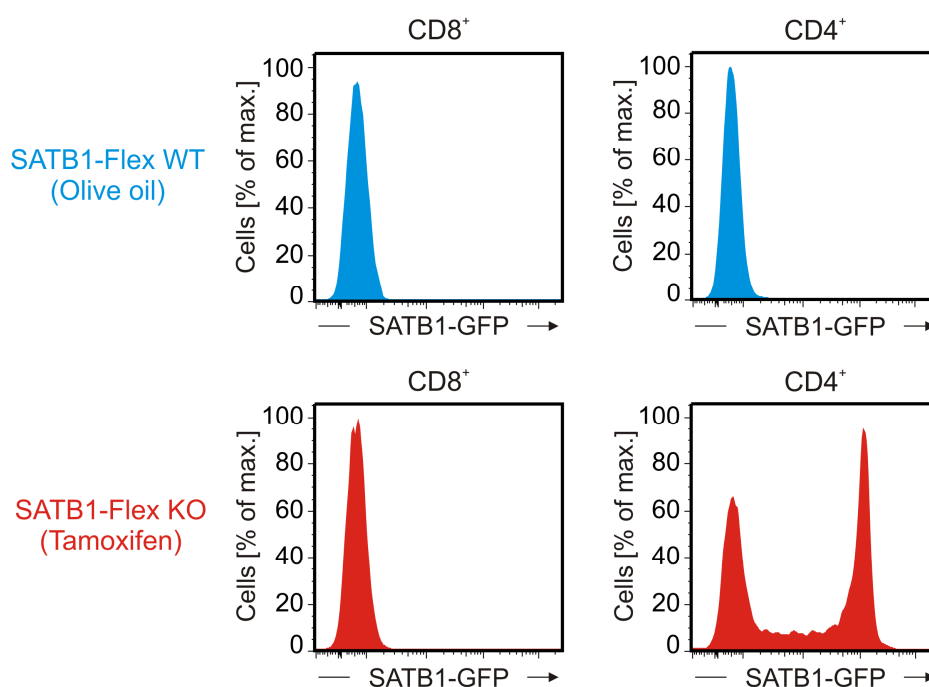 CD8⁺
CD4⁺
SATB1-Flex WT
(Olive oil)
Cells [% of max.]
100
80
60
40
20
0
SATB1-GFP
Cells [% of max.]
100
80
60
40
20
0
SATB1-GFP
CD8⁺
CD4⁺
SATB1-Flex KO
(Tamoxifen)
Cells [% of max.]
100
80
60
40
20
0
SATB1-GFP
Cells [% of max.]
100
80
60
40
20
0
SATB1-GFP